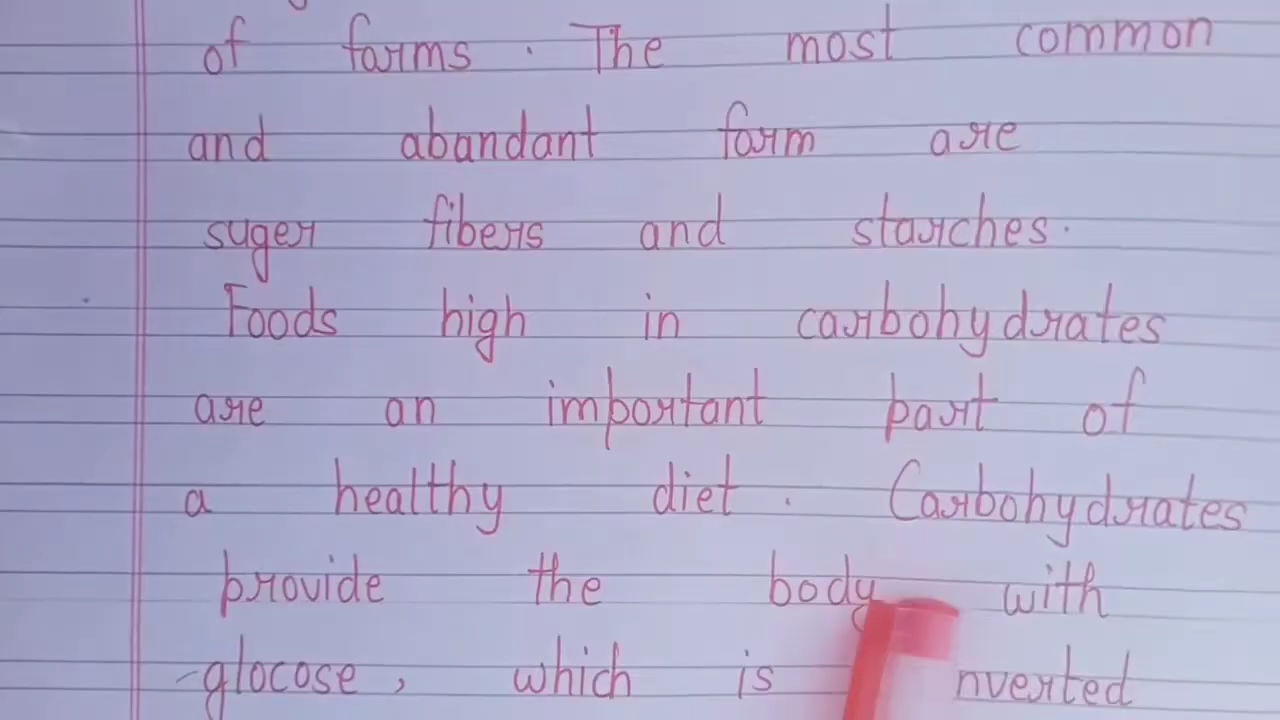 of forms. The most common
and abandant form are
suger fibers and starches.
Foods high in carbohydrates
are an important part of
a healthy diet. Carbohydrates
provide the body with
glocose, which is